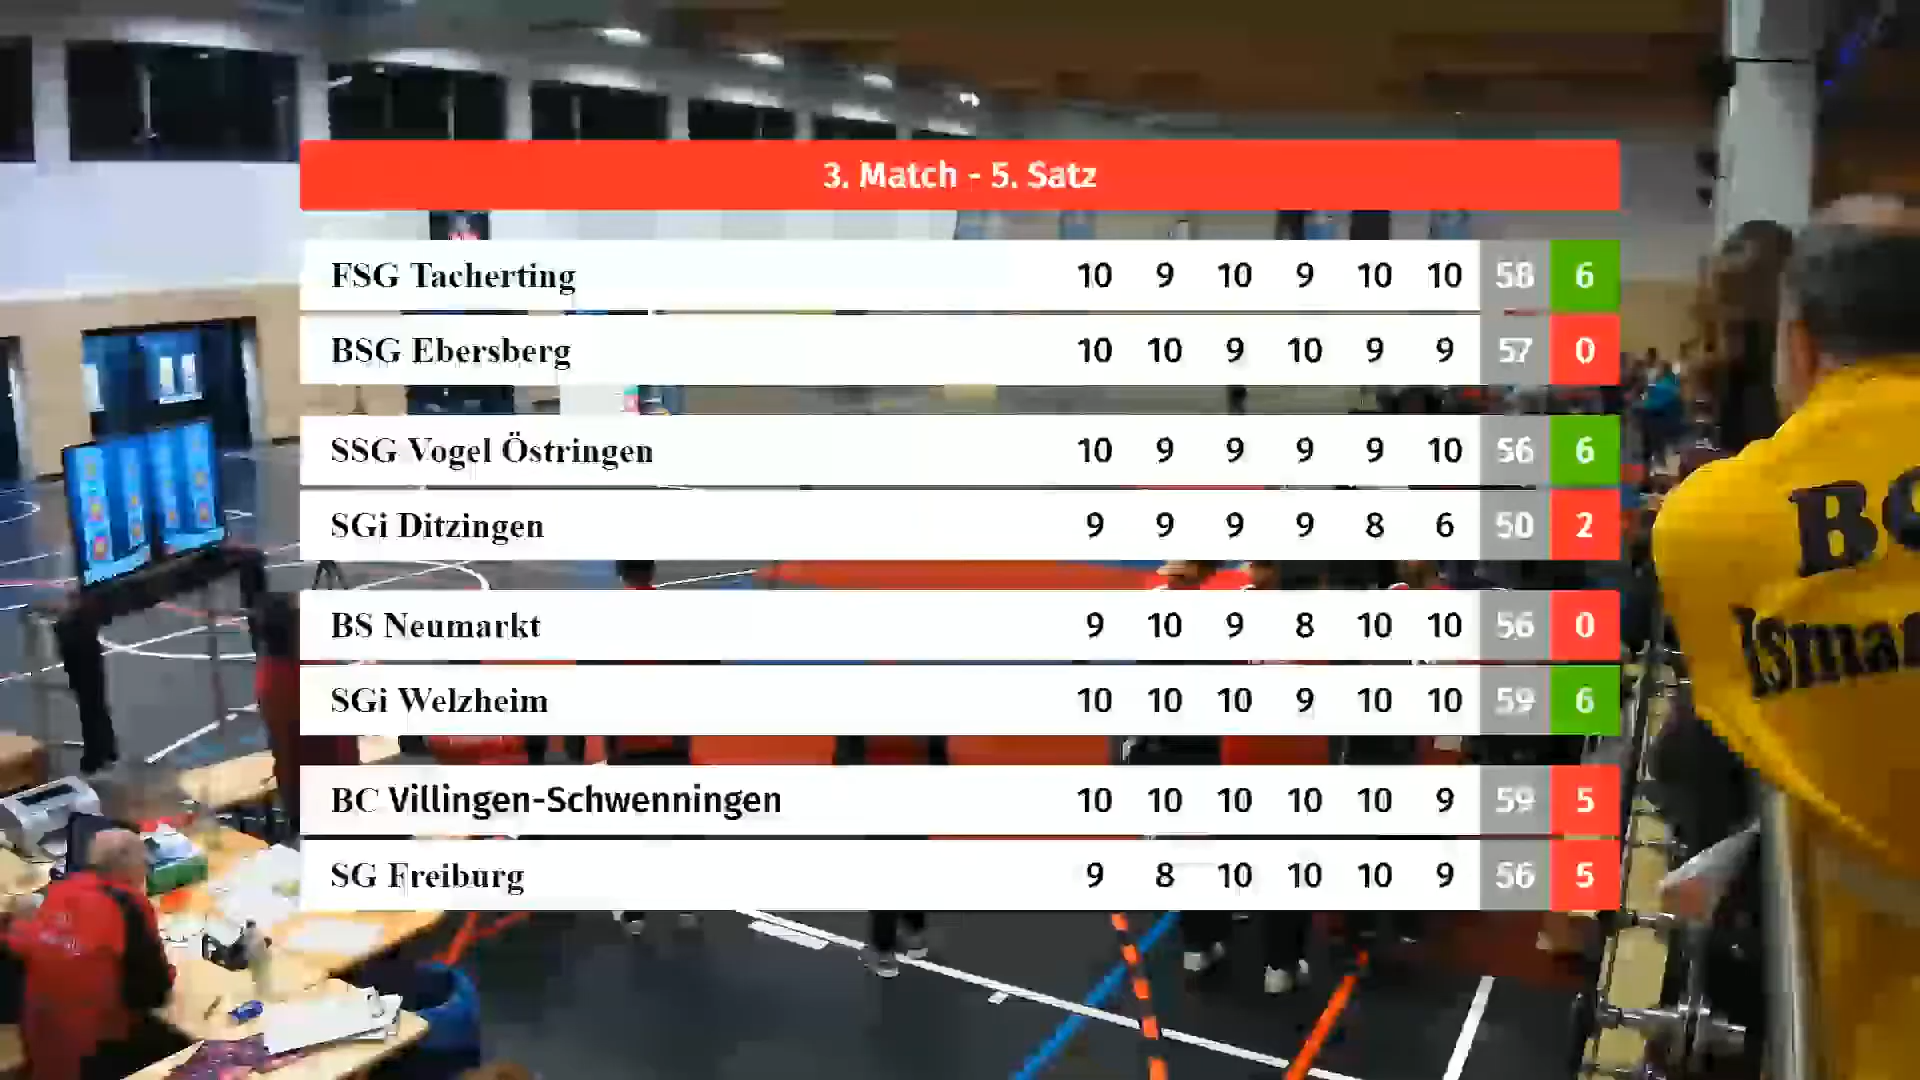 3. Match - 5. Satz
FSG Tacherting 10 9 10 9 10 10 58 6
BSG Ebersberg 10 10 9 10 9 9 57 0
SSG Vogel Östringen 10 9 9 9 9 10 56 6
SGi Ditzingen 9 9 9 9 8 6 50 2
BS Neumarkt 9 10 9 8 10 10 56 0
SGi Welzheim 10 10 10 9 10 10 59 6
BC Villingen-Schwenningen 10 10 10 10 10 9 59 5
SG Freiburg 9 8 10 10 10 9 56 5